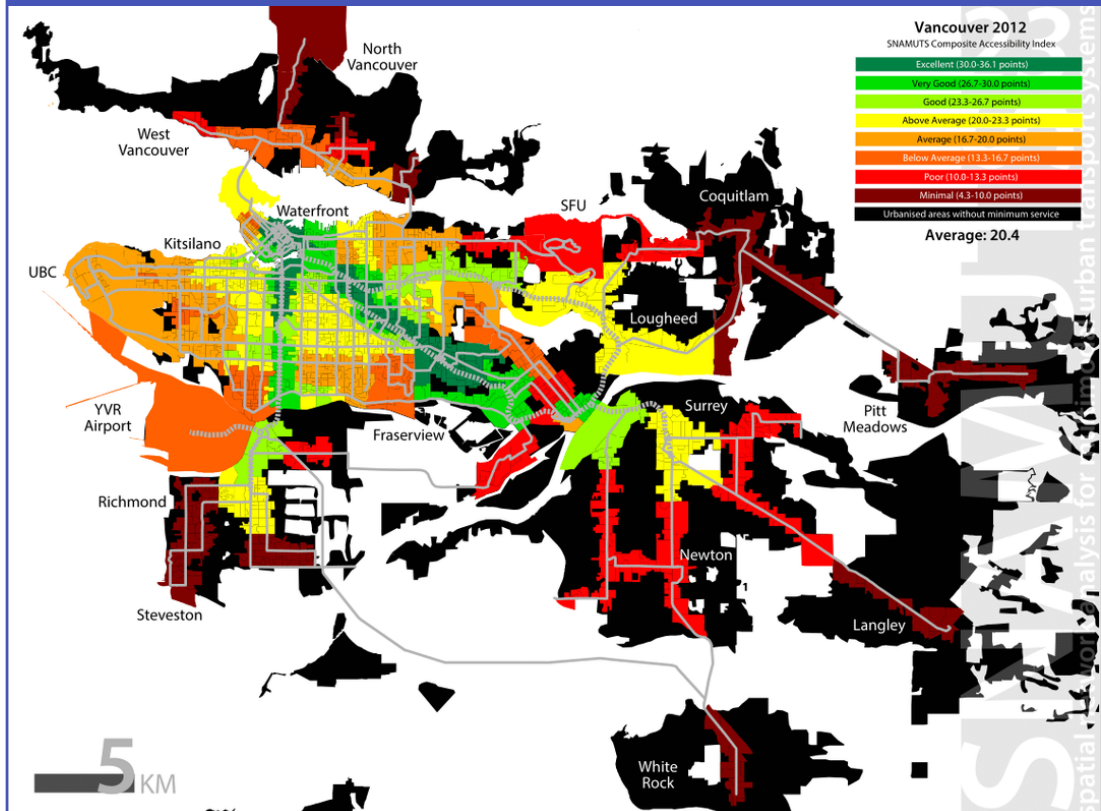 Vancouver 2012
SNAMUTS Composite Accessibility Index
Excellent (30.0-36.1 points)
Very Good (26.7-30.0 points)
Good (23.3-26.7 points)
Above Average (20.0-23.3 points)
Average (16.7-20.0 points)
Below Average (13.3-16.7 points)
Poor (10.0-13.3 points)
Minimal (4.3-10.0 points)
Urbanised areas without minimum service
Average: 20.4
North
Vancouver
West
Vancouver
Waterfront
Kitsilano
UBC
SFU
Coquitlam
Lougheed
YVR
Airport
Fraserview
Surrey
Pitt
Meadows
Richmond
Newton
Steveston
Langley
White
Rock
5 KM
1
SNAMUTS